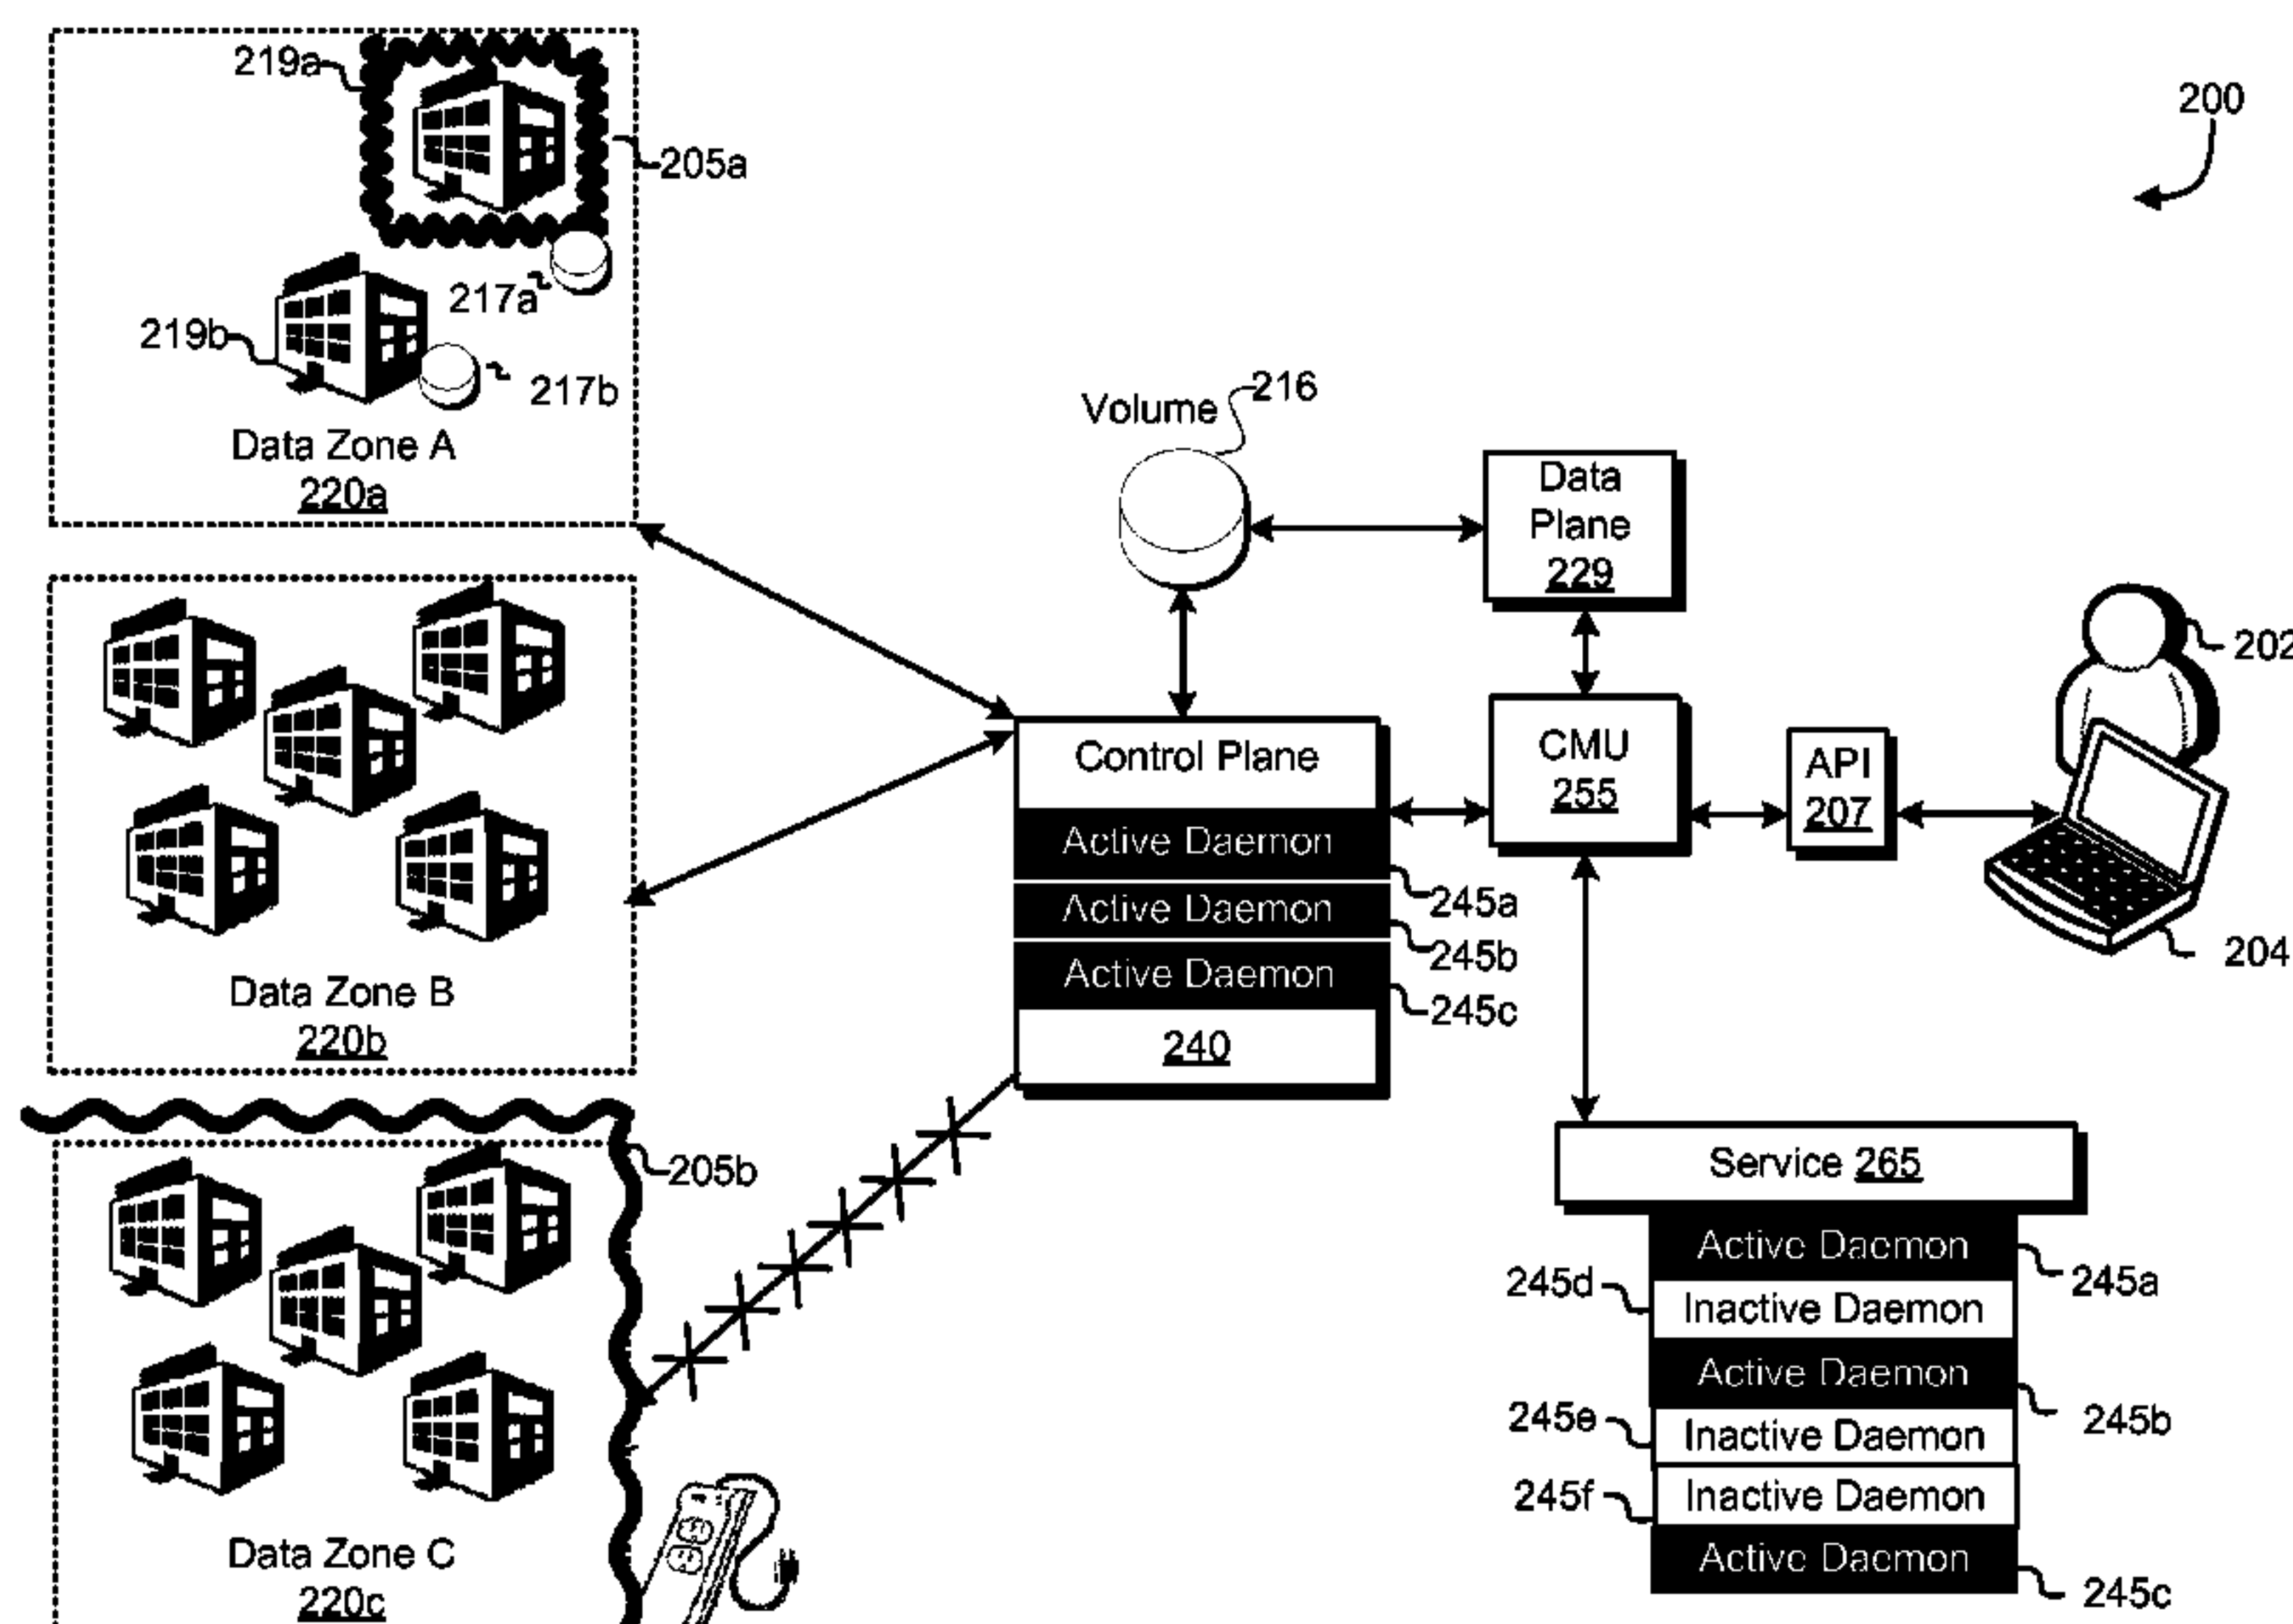 219a
205a
217a
219b
217b
Data Zone A
220a
200
216
Volume
Data
Plane
229
202
Control Plane
CMU
255
API
207
Active Daemon
245a
Active Daemon
245b
Active Daemon
245c
240
204
Data Zone B
220b
205b
Service 265
Active Daemon
245a
245d
Inactive Daemon
Active Daemon
245b
245e
Inactive Daemon
245f
Inactive Daemon
Active Daemon
245c
Data Zone C
220c